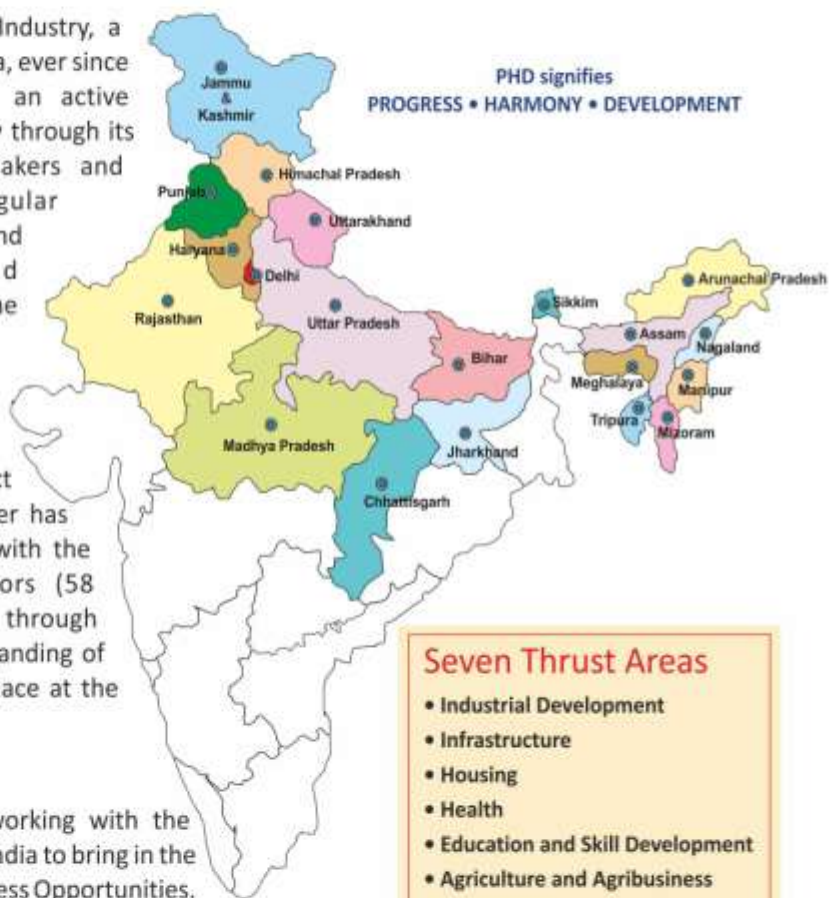 Industry, a
ever since
an active
through its
akers and
gular
nd
d
ne
ct
er has
with the
ors (58
through
anding of
ace at the
working with the
ndia to bring in the
ess Opportunities.
PHD signifies
PROGRESS • HARMONY • DEVELOPMENT
Jammu
&
Kashmir
Himachal Pradesh
Punjab
Uttarakhand
Haryana
Delhi
Rajasthan
Uttar Pradesh
Bihar
Sikkim
Arunachal Pradesh
Assam
Nagaland
Meghalaya
Manipur
Tripura
Mizoram
Madhya Pradesh
Jharkhand
Chhattisgarh
Seven Thrust Areas
• Industrial Development
• Infrastructure
• Housing
• Health
• Education and Skill Development
• Agriculture and Agribusiness